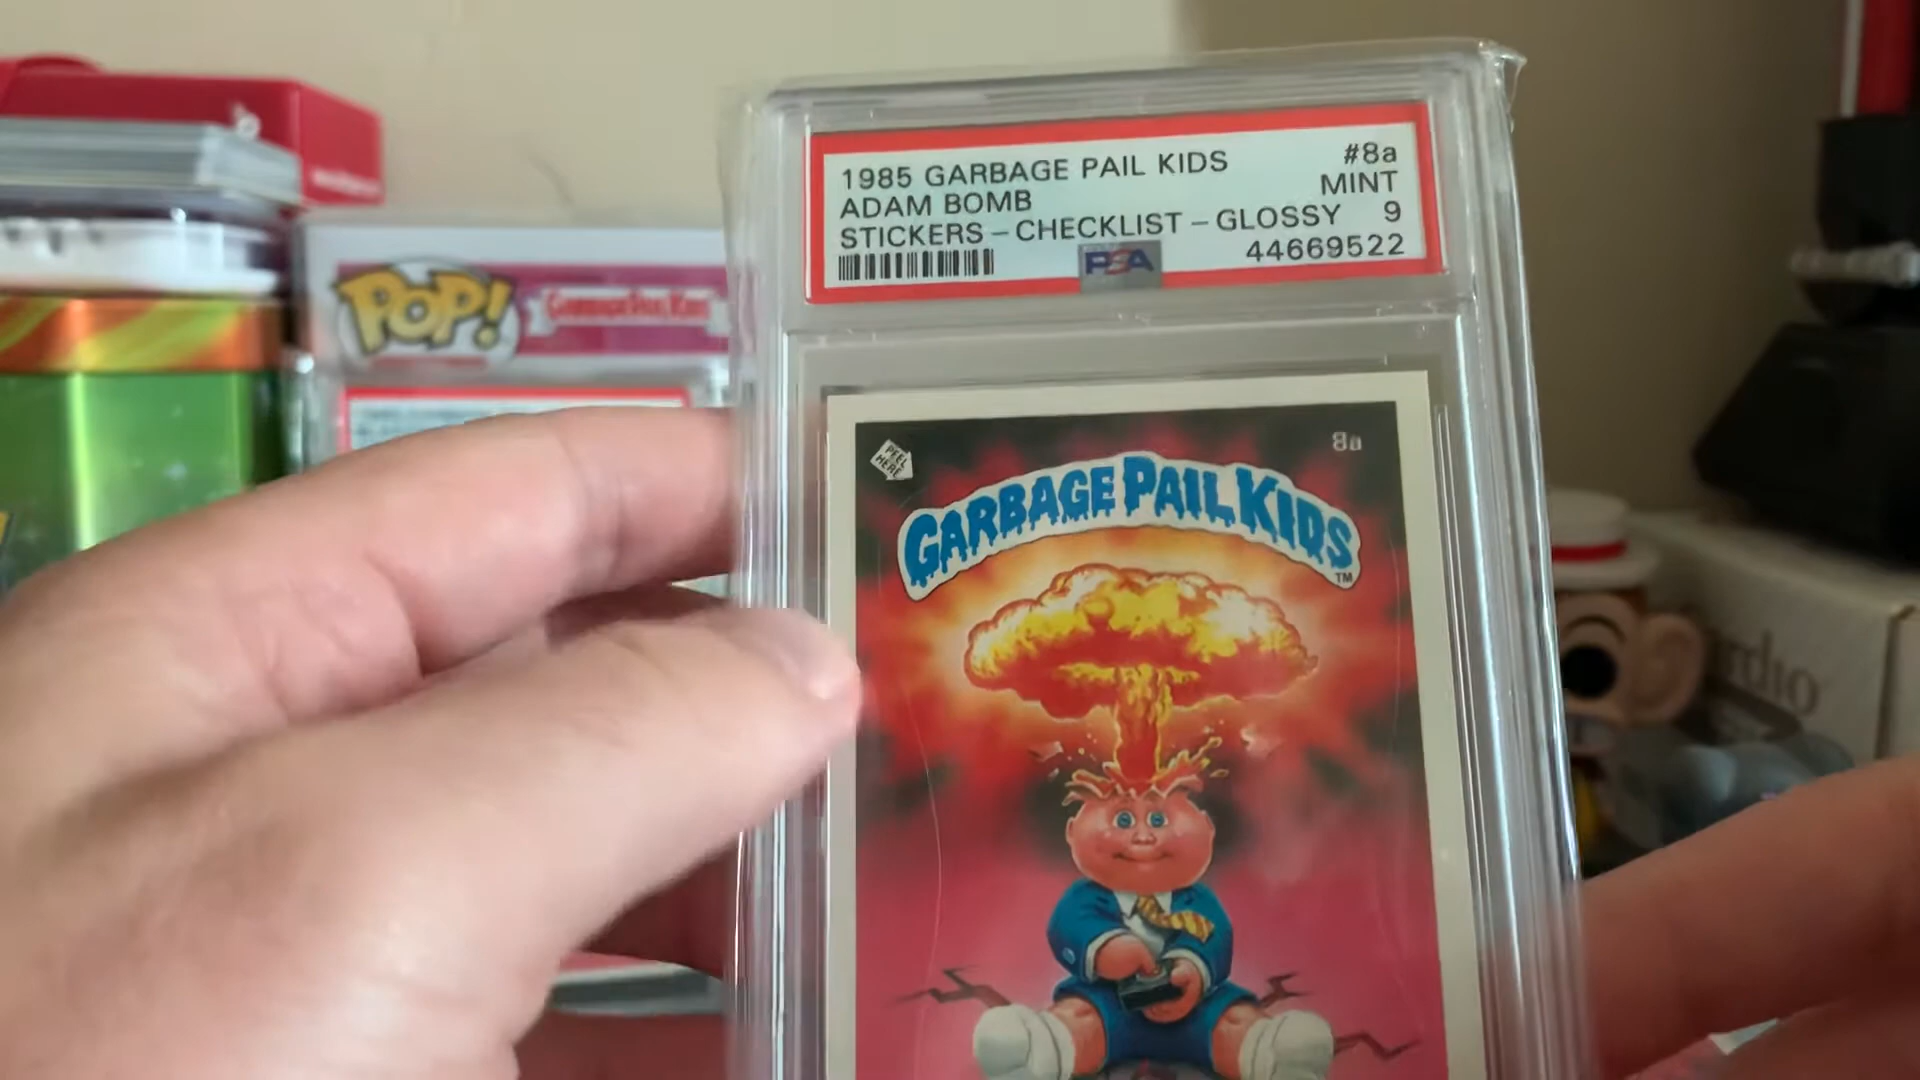 1985 GARBAGE PAIL KIDS #8a
ADAM BOMB MINT
STICKERS - CHECKLIST - GLOSSY 9
PSA 44669522
POP!
PEEL
HERE
8a
GARBAGE PAIL KIDS
TM